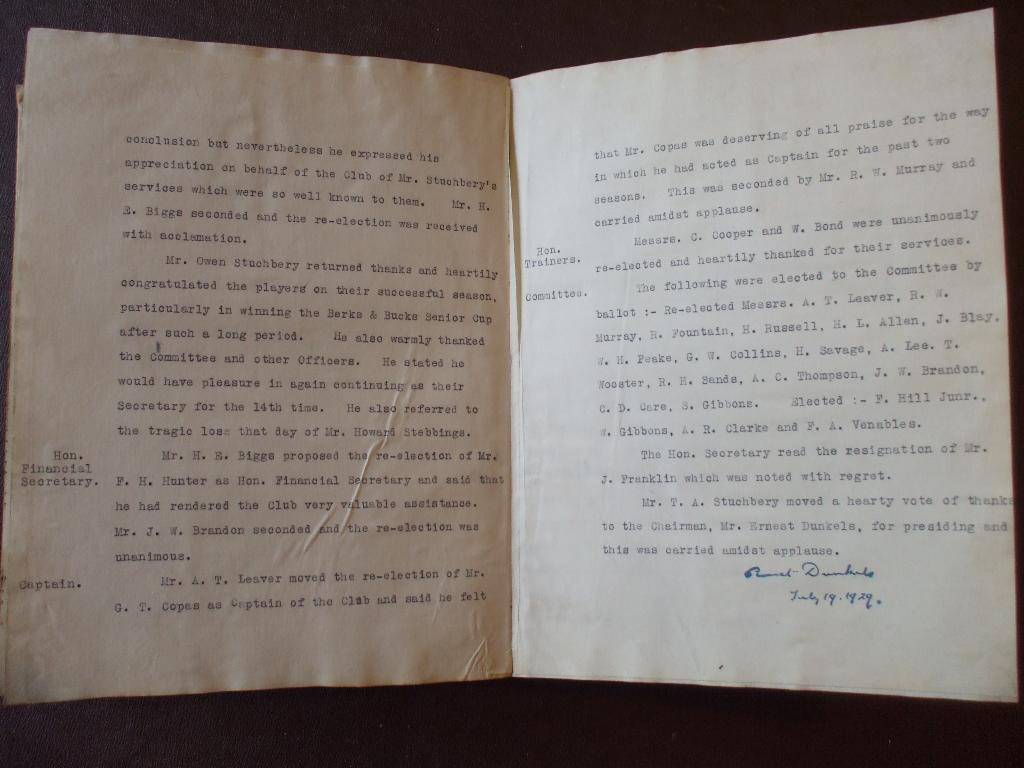 conclusion but nevertheless he expressed his
appreciation on behalf of the Club of Mr. Stuchbery's
services which were so well known to them. Mr. H.
E. Biggs seconded and the re-election was received
with acclamation.
Mr. Owen Stuchbery returned thanks and heartily
congratulated the players on their successful season,
particularly in winning the Berks & Bucks Senior Cup
after such a long period. He also warmly thanked
the Committee and other Officers. He stated he
would have pleasure in again continuing as their
Secretary for the 14th time. He also referred to
the tragic loss that day of Mr. Howard Stebbings.
Hon.
Financial
Secretary.
Mr. H. E. Biggs proposed the re-election of Mr.
F. H. Hunter as Hon. Financial Secretary and said that
he had rendered the Club very valuable assistance.
Mr. J. W. Brandon seconded and the re-election was
unanimous.
Captain.
Mr. A. T. Leaver moved the re-election of Mr.
G. T. Copas as Captain of the Club and said he felt
that Mr. Copas was deserving of all praise for the way
in which he had acted as Captain for the past two
seasons. This was seconded by Mr. R. W. Murray and
carried amidst applause.
Hon.
Trainers.
Messrs. C. Cooper and W. Bond were unanimously
re-elected and heartily thanked for their services.
Committee.
The following were elected to the Committee by
ballot :- Re-elected Messrs. A. T. Leaver, R. W.
Murray, R. Fountain, H. Russell, H. L. Allen, J. Blay.
W. H. Peake, G. W. Collins, H. Savage, A. Lee. T.
Wooster, R. H. Sands, A. C. Thompson, J. W. Brandon,
C. D. Care, S. Gibbons. Elected :- F. Hill Junr.,
W. Gibbons, A. R. Clarke and F. A. Venables.
The Hon. Secretary read the resignation of Mr.
J. Franklin which was noted with regret.
Mr. T. A. Stuchbery moved a hearty vote of thanks
to the Chairman, Mr. Ernest Dunkels, for presiding and
this was carried amidst applause.
Ernest Dunkels
July 19. 1929.